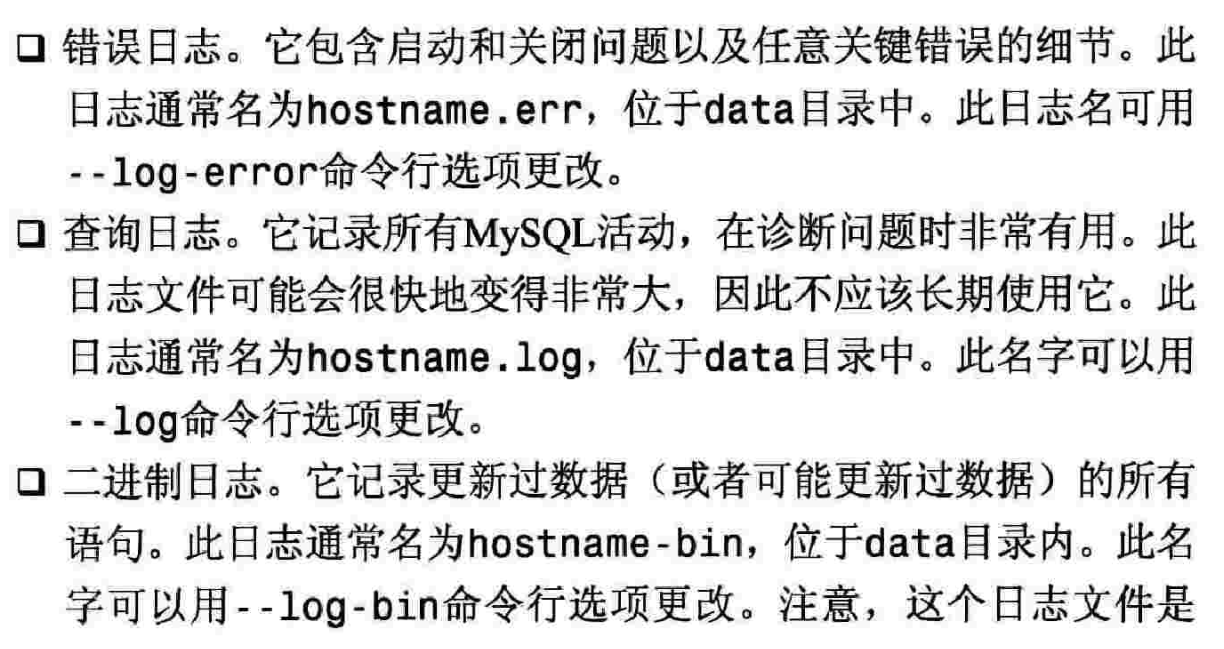 ❑ 错误日志。它包含启动和关闭问题以及任意关键错误的细节。此
日志通常名为hostname.err，位于data目录中。此日志名可用
--log-error命令行选项更改。
❑ 查询日志。它记录所有MySQL活动，在诊断问题时非常有用。此
日志文件可能会很快地变得非常大，因此不应该长期使用它。此
日志通常名为hostname.log，位于data目录中。此名字可以用
--log命令行选项更改。
❑ 二进制日志。它记录更新过数据（或者可能更新过数据）的所有
语句。此日志通常名为hostname-bin，位于data目录内。此名
字可以用--log-bin命令行选项更改。注意，这个日志文件是